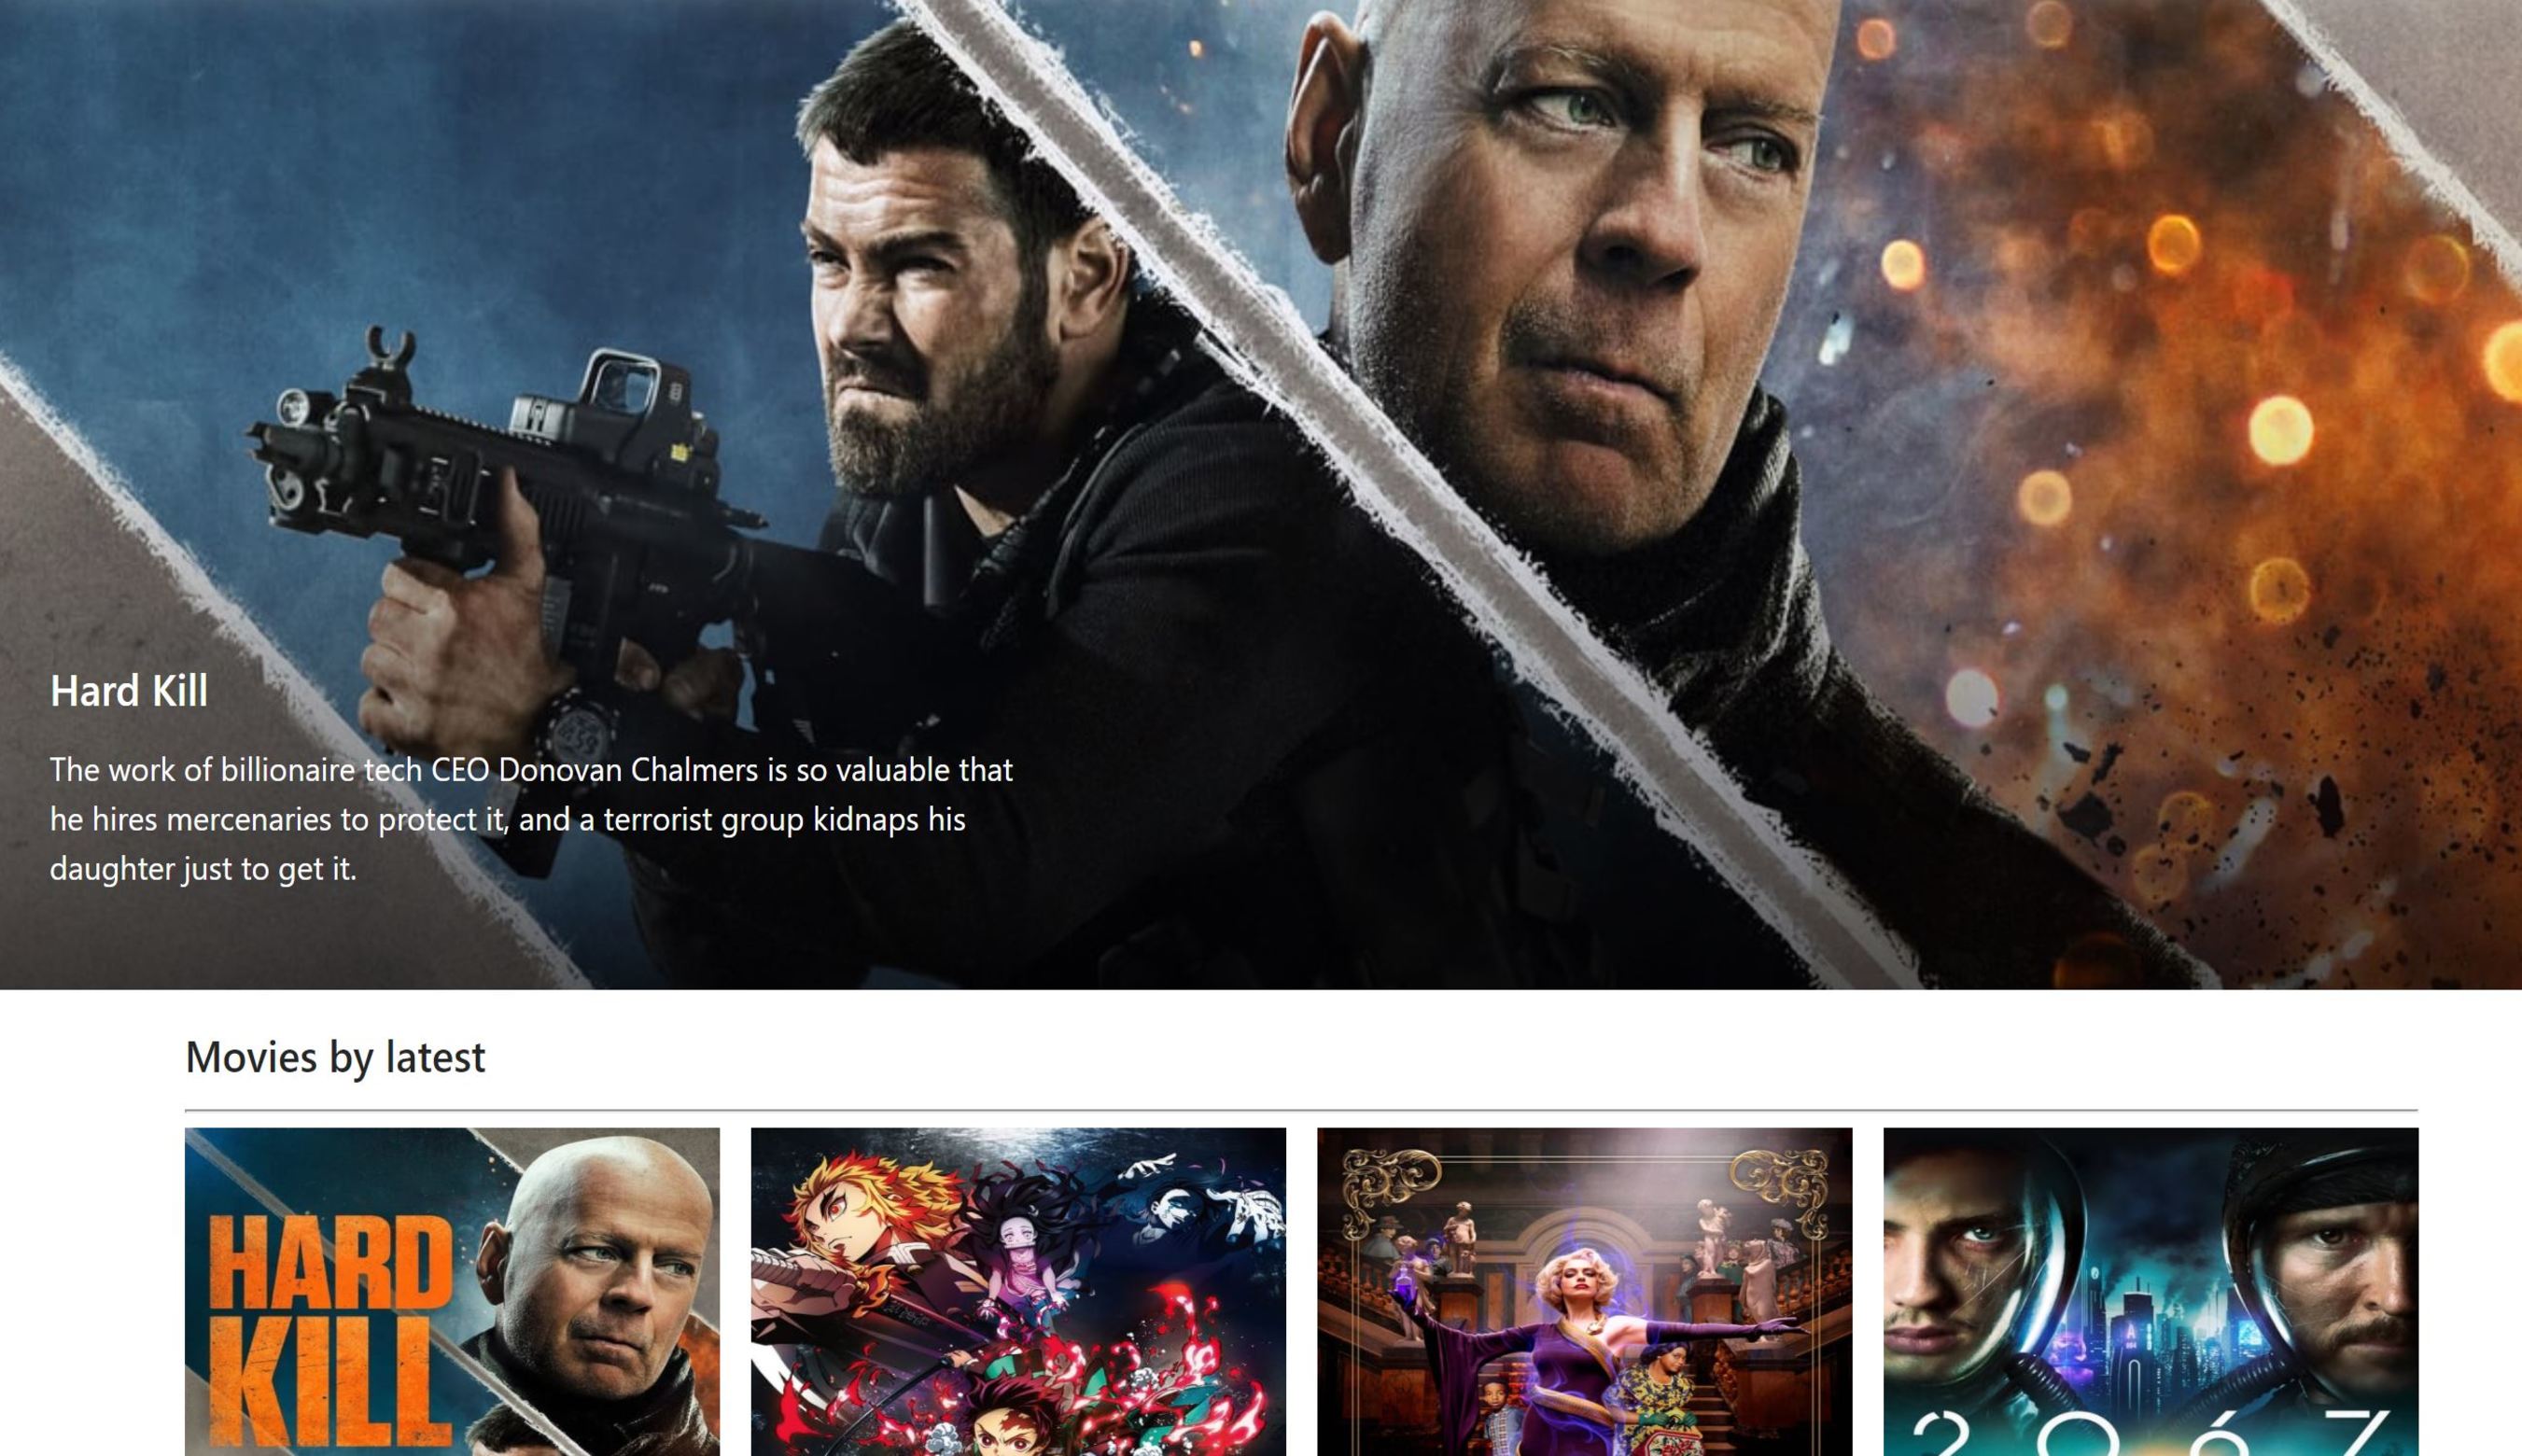 Hard Kill
The work of billionaire tech CEO Donovan Chalmers is so valuable that
he hires mercenaries to protect it, and a terrorist group kidnaps his
daughter just to get it.
Movies by latest
HARD
KILL
2067